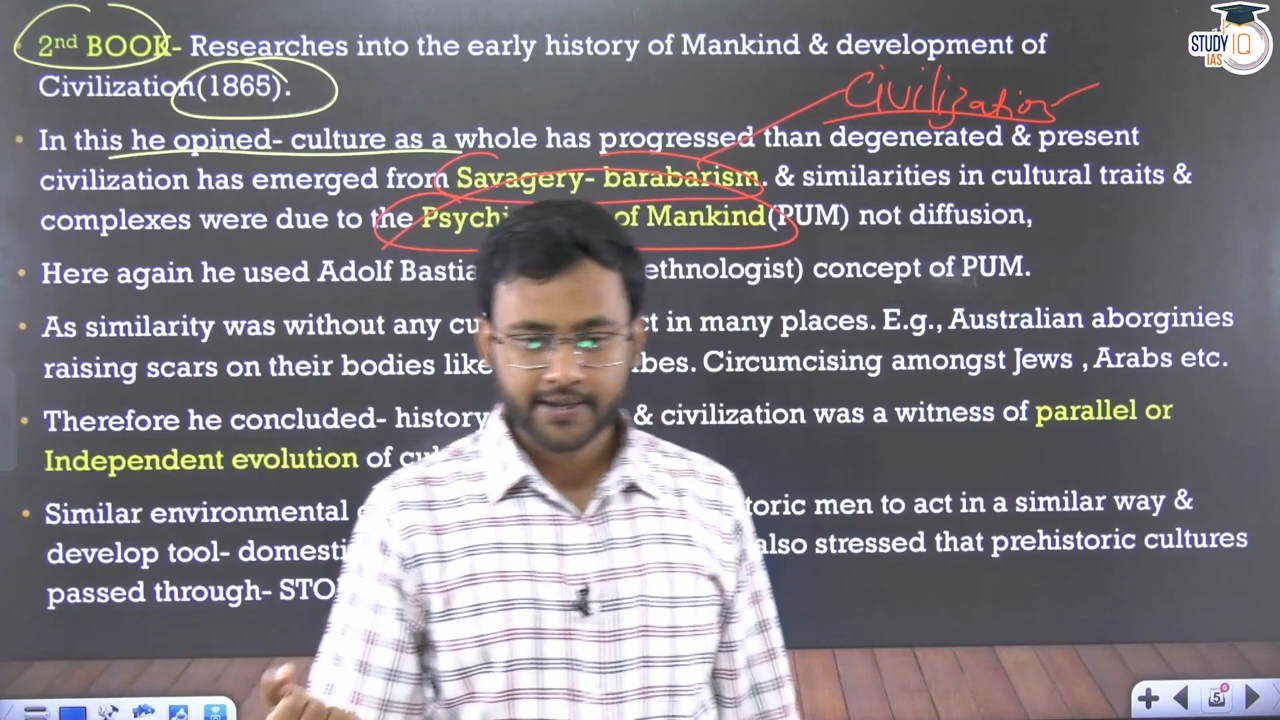 2nd BOOK- Researches into the early history of Mankind & development of
STUDY IQ
IAS
Civilization(1865).
Civilization
In this he opined- culture as a whole has progressed than degenerated & present
civilization has emerged from Savagery- barabarism. & similarities in cultural traits &
complexes were due to the Psychi of Mankind(PUM) not diffusion,
Here again he used Adolf Bastia ethnologist) concept of PUM.
As similarity was without any cu ct in many places. E.g., Australian aborginies
raising scars on their bodies like ibes. Circumcising amongst Jews , Arabs etc.
Therefore he concluded- history & civilization was a witness of parallel or
Independent evolution of cul
Similar environmental toric men to act in a similar way &
develop tool- domesti also stressed that prehistoric cultures
passed through- STO
5